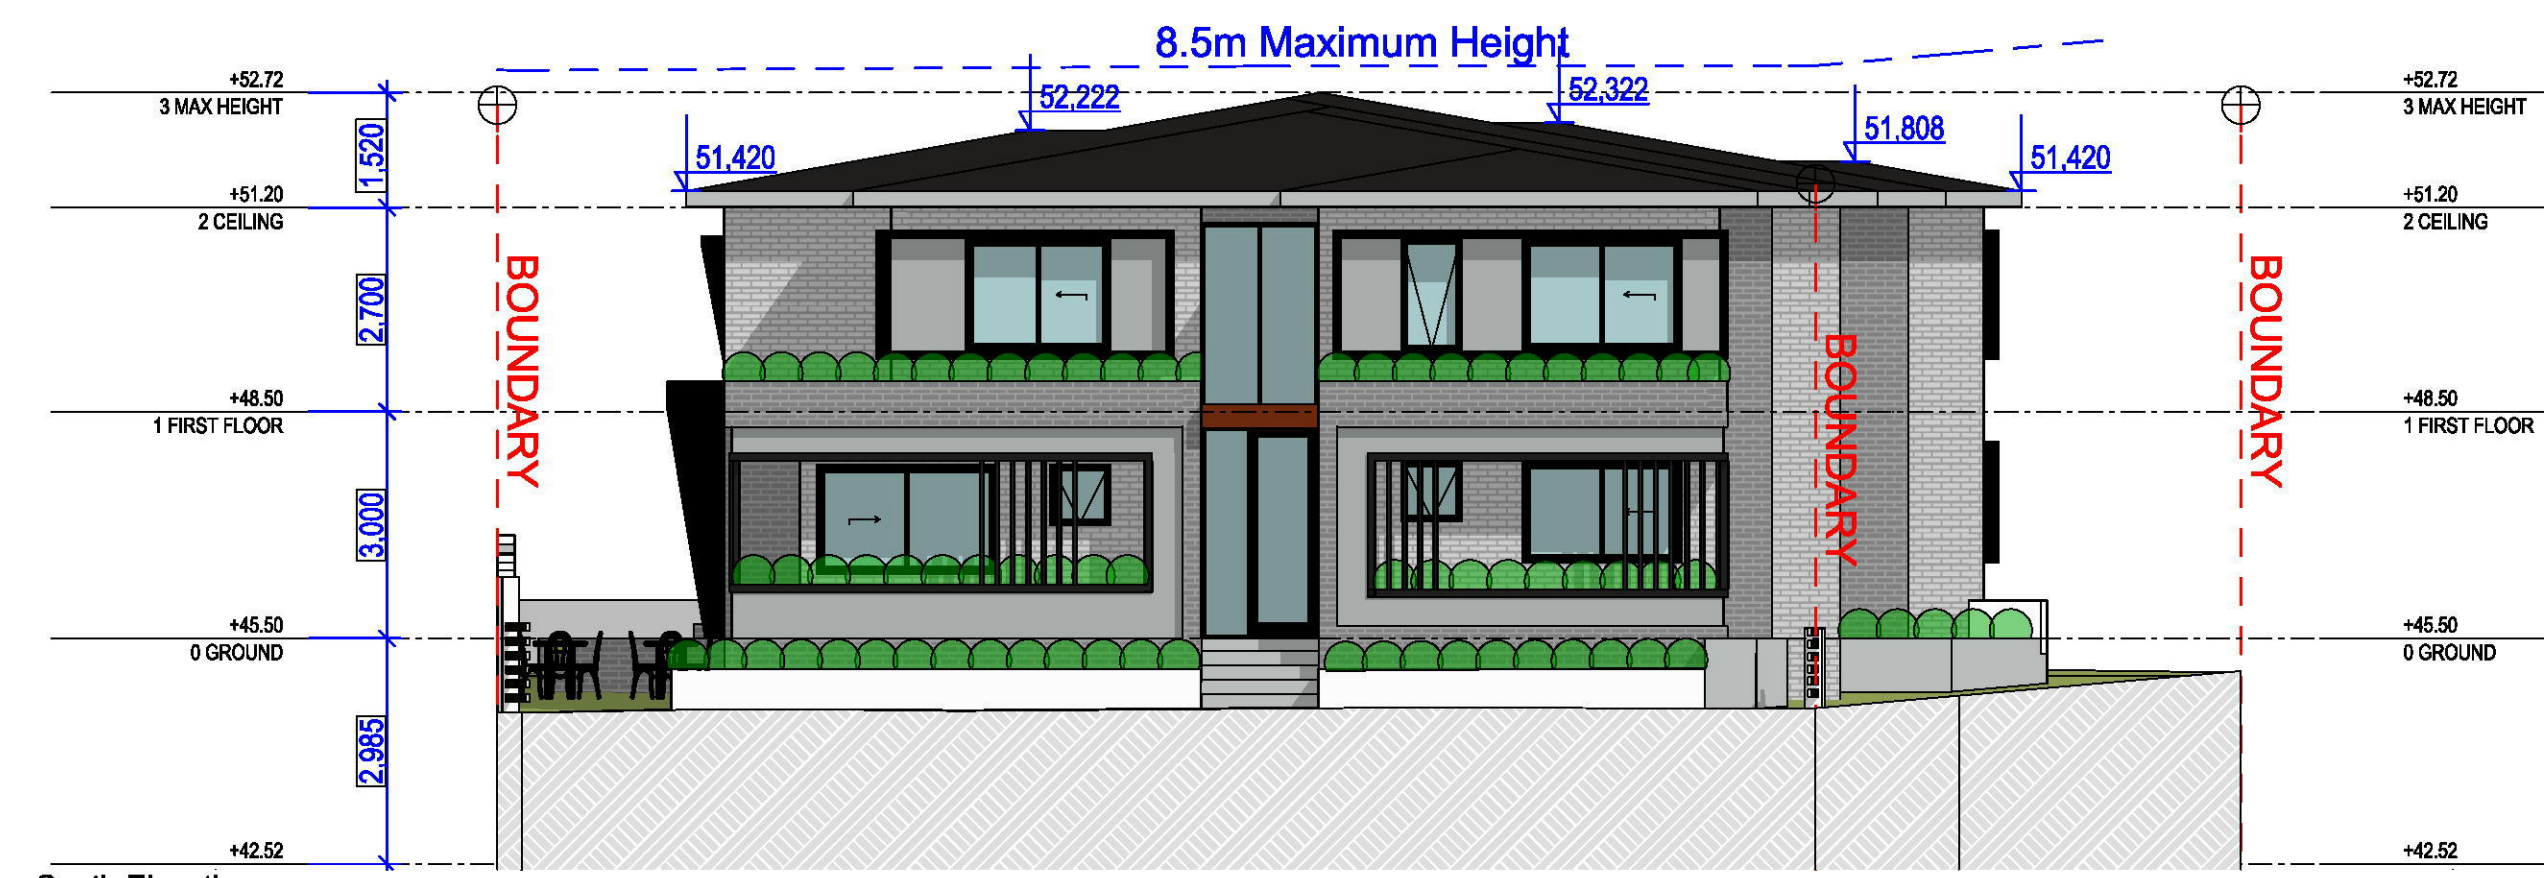 8.5m Maximum Height
+52.72
3 MAX HEIGHT
52,222
52,322
+52.72
3 MAX HEIGHT
1,520
51,420
51,808
51,420
+51.20
2 CEILING
+51.20
2 CEILING
2,700
BOUNDARY
BOUNDARY
BOUNDARY
+48.50
1 FIRST FLOOR
+48.50
1 FIRST FLOOR
3,000
+45.50
0 GROUND
+45.50
0 GROUND
2,985
+42.52
+42.52